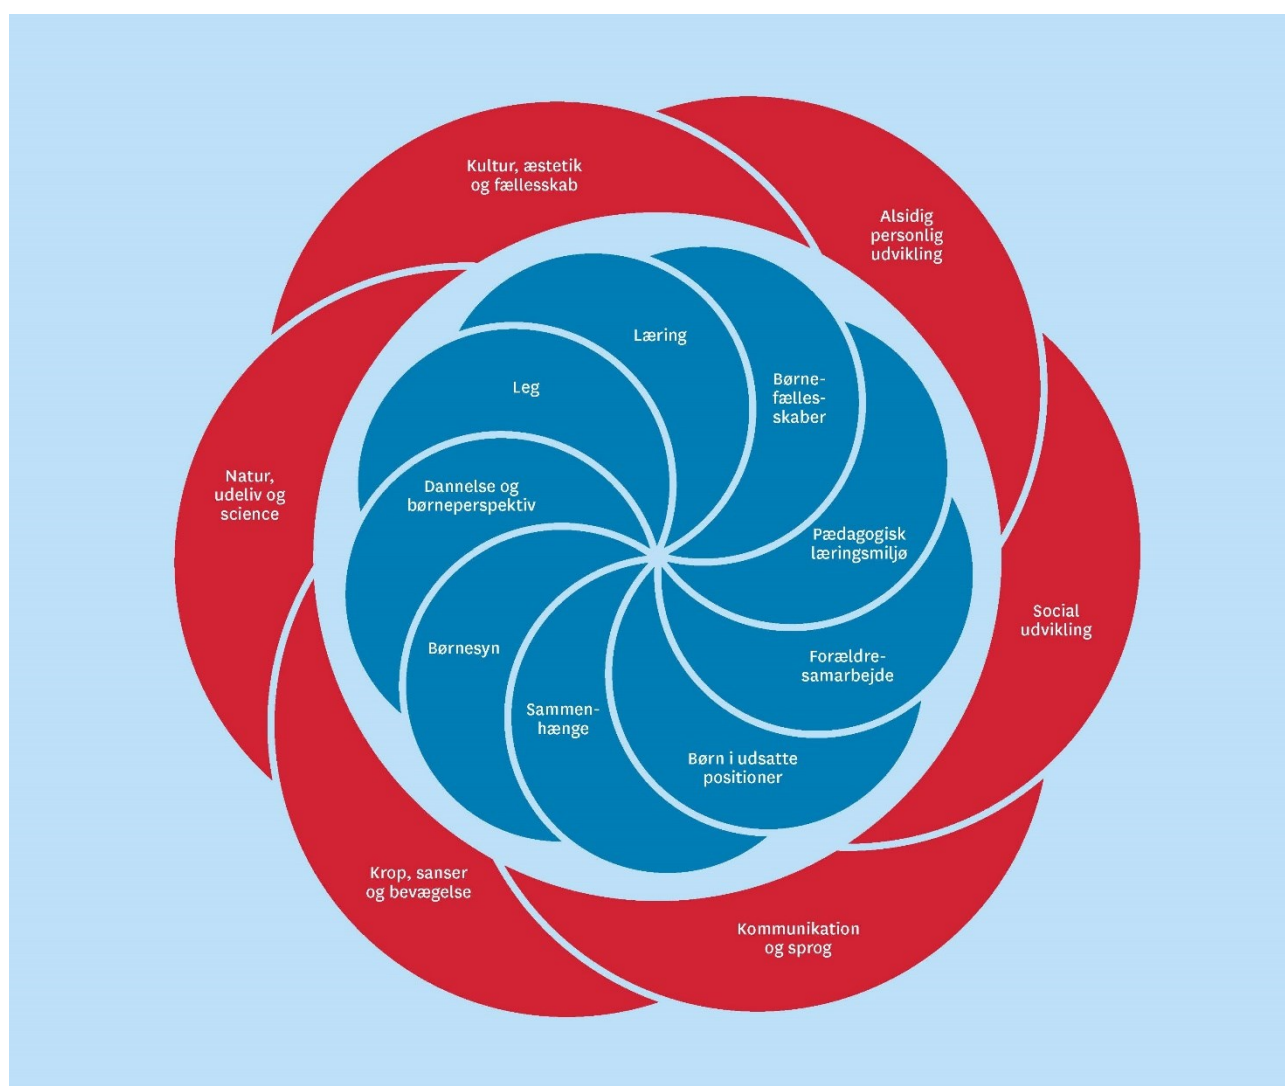 Kultur, æstetik
og fællesskab
Alsidig
personlig
udvikling
Læring
Børne-
fælles-
skaber
Leg
Natur,
udeliv og
science
Dannelse og
børneperspektiv
Pædagogisk
læringsmiljø
Social
udvikling
Børnesyn
Forældre-
samarbejde
Sammen-
hænge
Børn i udsatte
positioner
Krop, sanser
og bevægelse
Kommunikation
og sprog